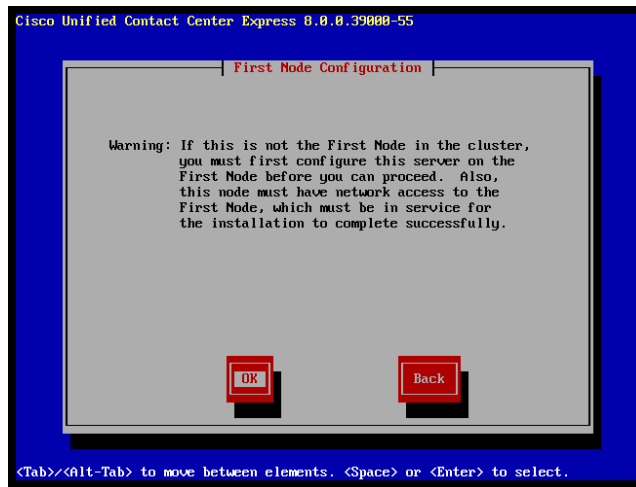 Cisco Unified Contact Center Express 8.0.0.39000-55
First Node Configuration
Warning: If this is not the First Node in the cluster,
you must first configure this server on the
First Node before you can proceed.  Also,
this node must have network access to the
First Node, which must be in service for
the installation to complete successfully.
OK
Back
<Tab>/<Alt-Tab> to move between elements. <Space> or <Enter> to select.